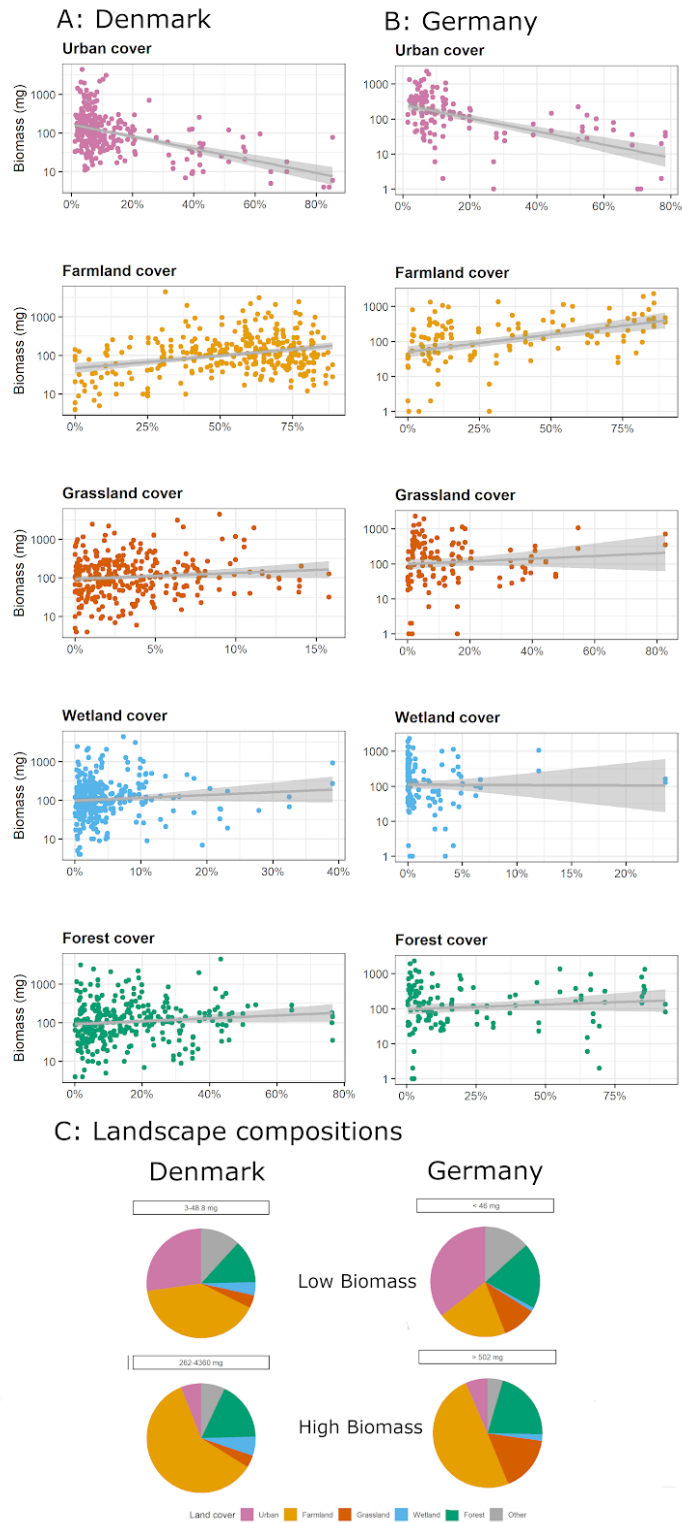 A: Denmark
B: Germany
Urban cover
Urban cover
Biomass (mg)
1000
100
10
0% 20% 40% 60% 80%
1000
100
10
1
0% 20% 40% 60% 80%
Farmland cover
Farmland cover
Biomass (mg)
1000
100
10
0% 25% 50% 75%
1000
100
10
1
0% 25% 50% 75%
Grassland cover
Grassland cover
Biomass (mg)
1000
100
10
0% 5% 10% 15%
1000
100
10
1
0% 20% 40% 60% 80%
Wetland cover
Wetland cover
Biomass (mg)
1000
100
10
0% 10% 20% 30% 40%
1000
100
10
1
0% 5% 10% 15% 20%
Forest cover
Forest cover
Biomass (mg)
1000
100
10
0% 20% 40% 60% 80%
1000
100
10
1
0% 25% 50% 75%
C: Landscape compositions
Denmark
Germany
3-48.8 mg
< 46 mg
Low Biomass
262-4360 mg
> 502 mg
High Biomass
Land cover Urban Farmland Grassland Wetland Forest Other